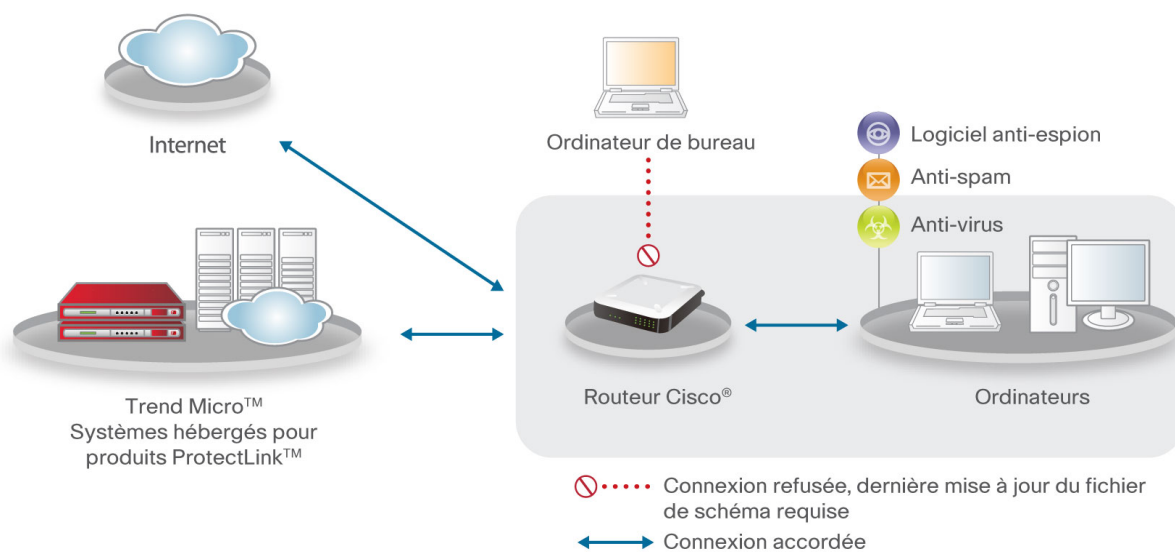 Internet
Ordinateur de bureau
Logiciel anti-espion
Anti-spam
Anti-virus
Trend Micro™
Systèmes hébergés pour
produits ProtectLink™
Routeur Cisco®
Ordinateurs
Connexion refusée, dernière mise à jour du fichier
de schéma requise
Connexion accordée